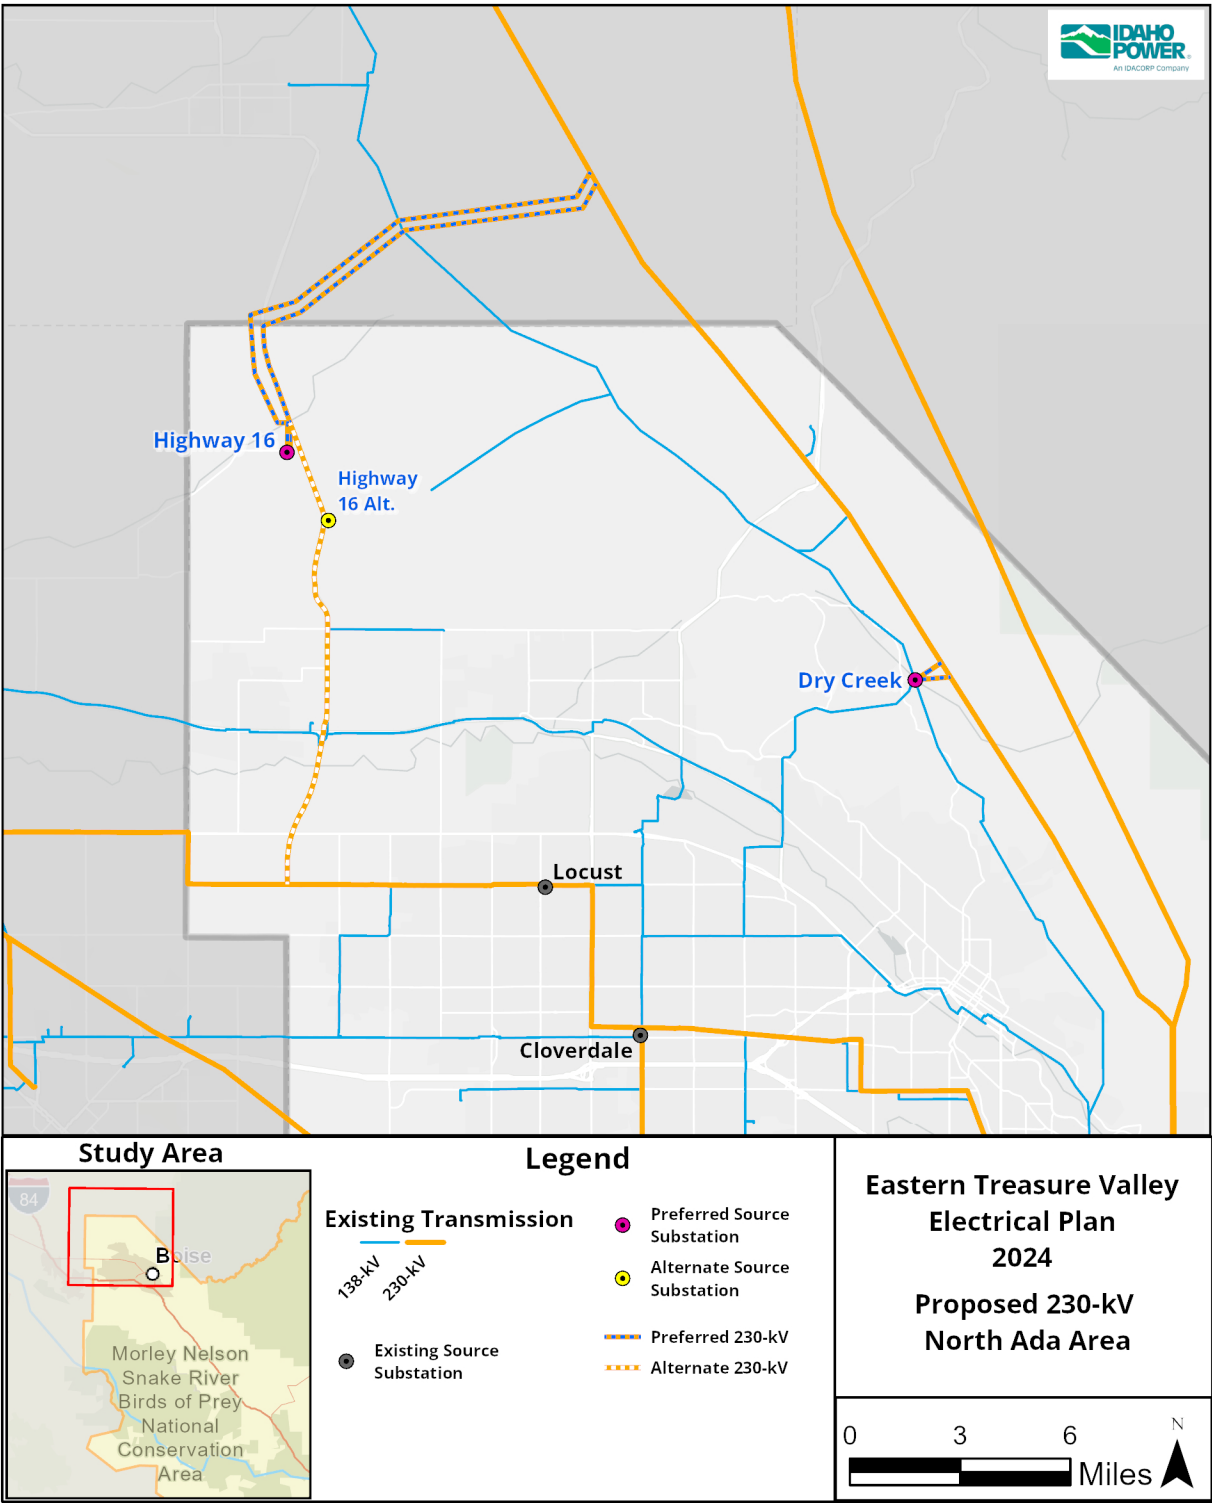 IDAHO
POWER®
An IDACORP Company
Highway 16
Highway
16 Alt.
Dry Creek
Locust
Cloverdale
Study Area
84
Boise
Morley Nelson
Snake River
Birds of Prey
National
Conservation
Area
Legend
Existing Transmission
138-kV
230-kV
Existing Source
Substation
Preferred Source
Substation
Alternate Source
Substation
Preferred 230-kV
Alternate 230-kV
Eastern Treasure Valley
Electrical Plan
2024
Proposed 230-kV
North Ada Area
0 3 6
Miles
N